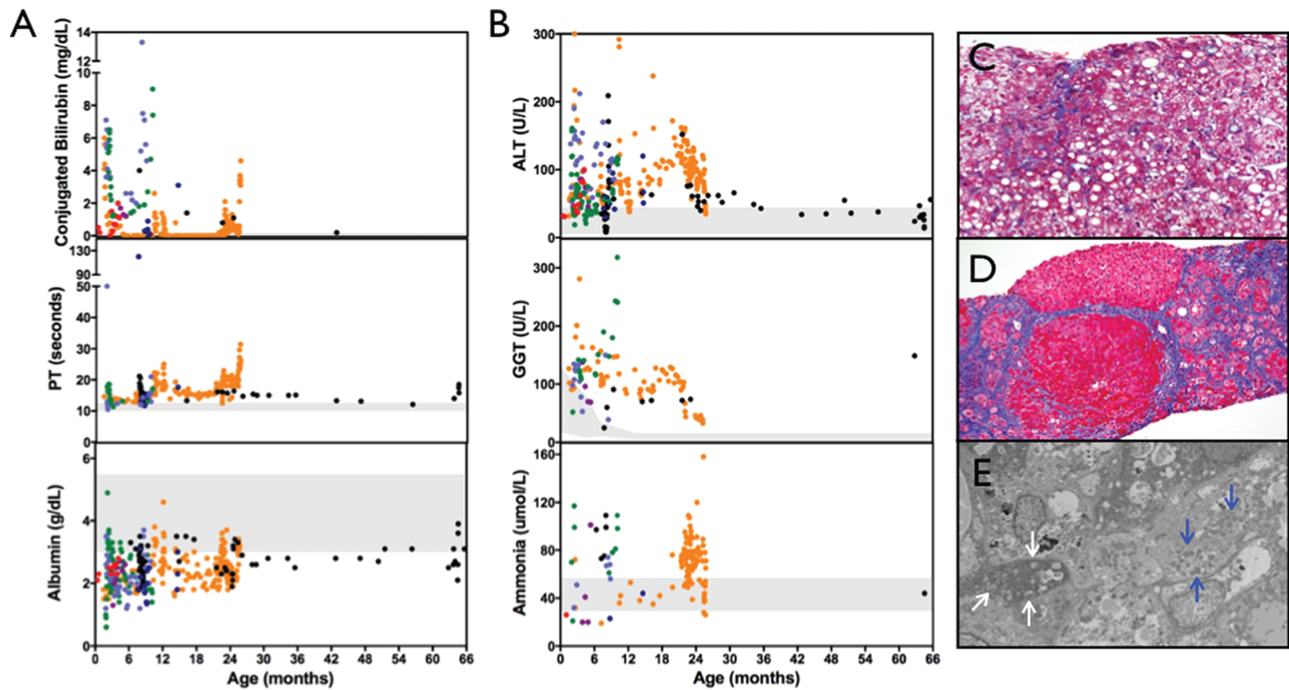 A
Conjugated Bilirubin (mg/dL)
14
12
10
8
6
4
2
0
PT (seconds)
130
90
50
40
30
20
10
0
Albumin (g/dL)
6
4
2
0
0 6 12 18 24 30 36 42 48 54 60 66
Age (months)
B
ALT (U/L)
300
200
100
0
GGT (U/L)
300
200
100
0
Ammonia (umol/L)
160
120
80
40
0
0 6 12 18 24 30 36 42 48 54 60 66
Age (months)
C
D
E